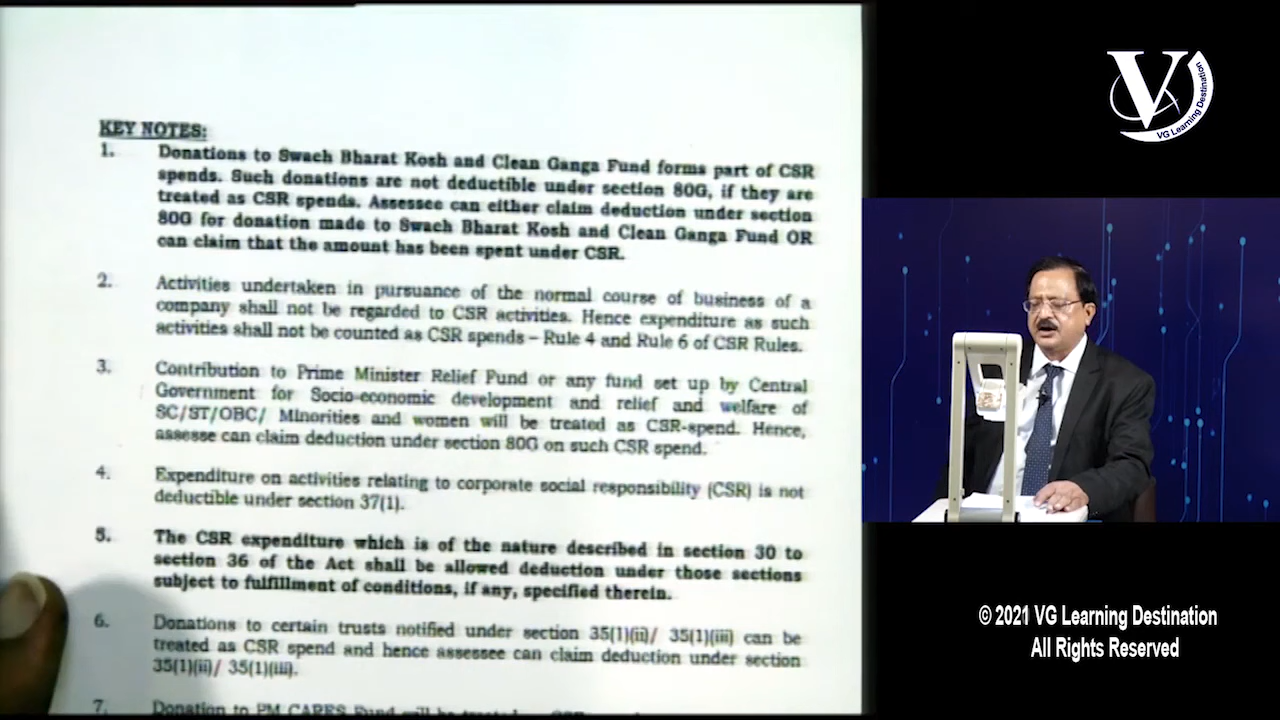 KEY NOTES:
1. Donations to Swach Bharat Kosh and Clean Ganga Fund forms part of CSR
spends. Such donations are not deductible under section 80G, if they are
treated as CSR spends. Assessee can either claim deduction under section
80G for donation made to Swach Bharat Kosh and Clean Ganga Fund OR
can claim that the amount has been spent under CSR.
2. Activities undertaken in pursuance of the normal course of business of a
company shall not be regarded to CSR activities. Hence expenditure as such
activities shall not be counted as CSR spends – Rule 4 and Rule 6 of CSR Rules.
3. Contribution to Prime Minister Relief Fund or any fund set up by Central
Government for Socio-economic development and relief and welfare of
SC/ST/OBC/ Minorities and women will be treated as CSR-spend. Hence,
assesse can claim deduction under section 80G on such CSR spend.
4. Expenditure on activities relating to corporate social responsibility (CSR) is not
deductible under section 37(1).
5. The CSR expenditure which is of the nature described in section 30 to
section 36 of the Act shall be allowed deduction under those sections
subject to fulfillment of conditions, if any, specified therein.
6. Donations to certain trusts notified under section 35(1)(ii)/ 35(1)(iii) can be
treated as CSR spend and hence assessee can claim deduction under section
35(1)(ii)/ 35(1)(iii).
7. Donation to PM CARES Fund will be treated
V
VG Learning Destination
© 2021 VG Learning Destination
All Rights Reserved